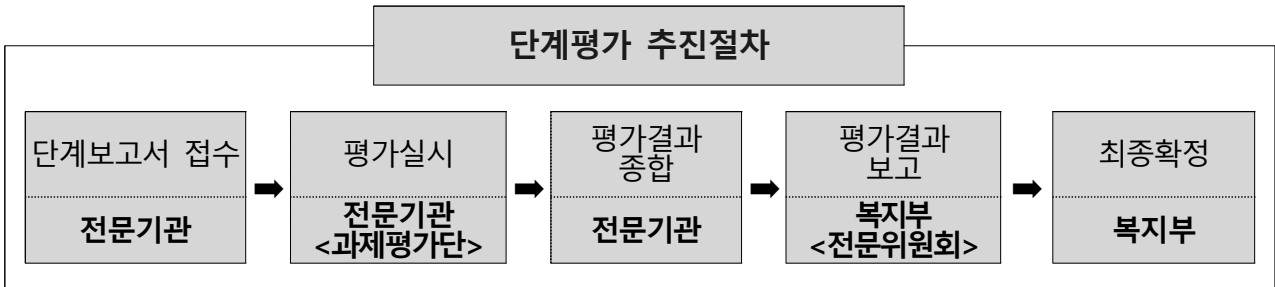 단계평가 추진절차
단계보고서 접수
전문기관
평가실시
전문기관
<과제평가단>
평가결과
종합
전문기관
평가결과
보고
복지부
<전문위원회>
최종확정
복지부